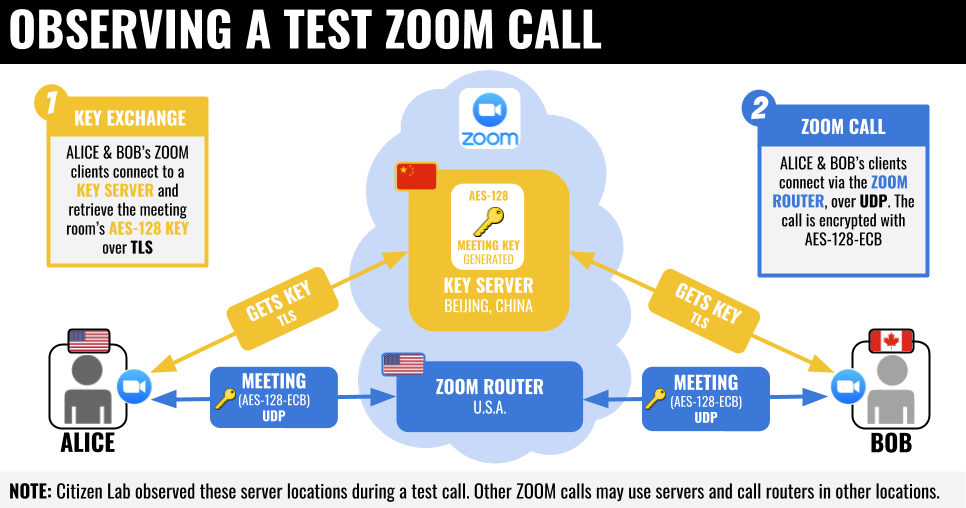 OBSERVING A TEST ZOOM CALL
1
KEY EXCHANGE
ALICE & BOB's ZOOM
clients connect to a
KEY SERVER and
retrieve the meeting
room's AES-128 KEY
over TLS
zoom
2
ZOOM CALL
ALICE & BOB's clients
connect via the ZOOM
ROUTER, over UDP. The
call is encrypted with
AES-128-ECB
AES-128
MEETING KEY
GENERATED
KEY SERVER
BEIJING, CHINA
GETS KEY
TLS
GETS KEY
TLS
MEETING
(AES-128-ECB)
UDP
ZOOM ROUTER
U.S.A.
MEETING
(AES-128-ECB)
UDP
ALICE
BOB
NOTE: Citizen Lab observed these server locations during a test call. Other ZOOM calls may use servers and call routers in other locations.